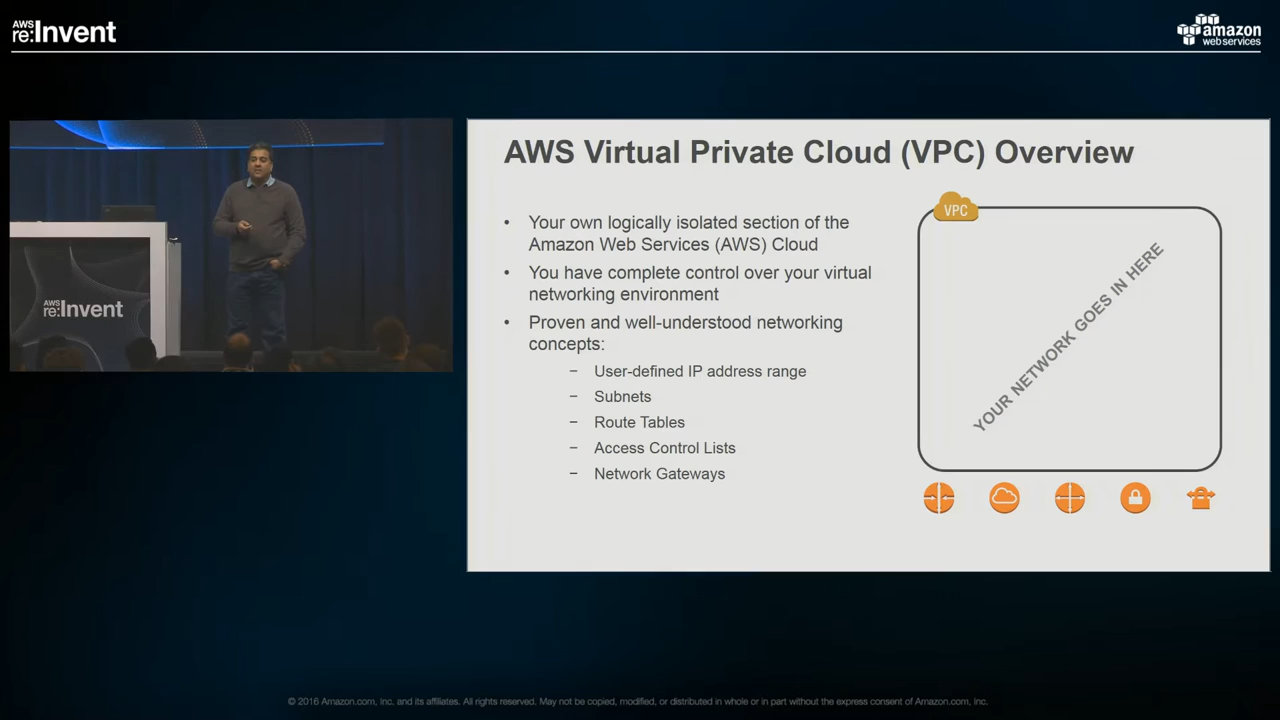 AWS
re:Invent
amazon
web services
AWS
re:Invent
AWS Virtual Private Cloud (VPC) Overview
• Your own logically isolated section of the
Amazon Web Services (AWS) Cloud
• You have complete control over your virtual
networking environment
• Proven and well-understood networking
concepts:
− User-defined IP address range
− Subnets
− Route Tables
− Access Control Lists
− Network Gateways
VPC
YOUR NETWORK GOES IN HERE
© 2016 Amazon.com, Inc. and its affiliates. All rights reserved. May not be copied, modified, or distributed in whole or in part without the express consent of Amazon.com, Inc.